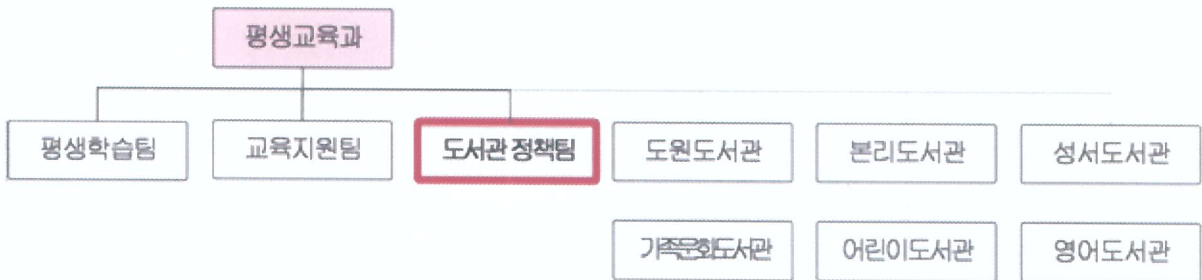 평생교육과
평생학습팀 교육지원팀 도서관 정책팀 도원도서관 본리도서관 성서도서관
가족문화도서관 어린이도서관 영어도서관